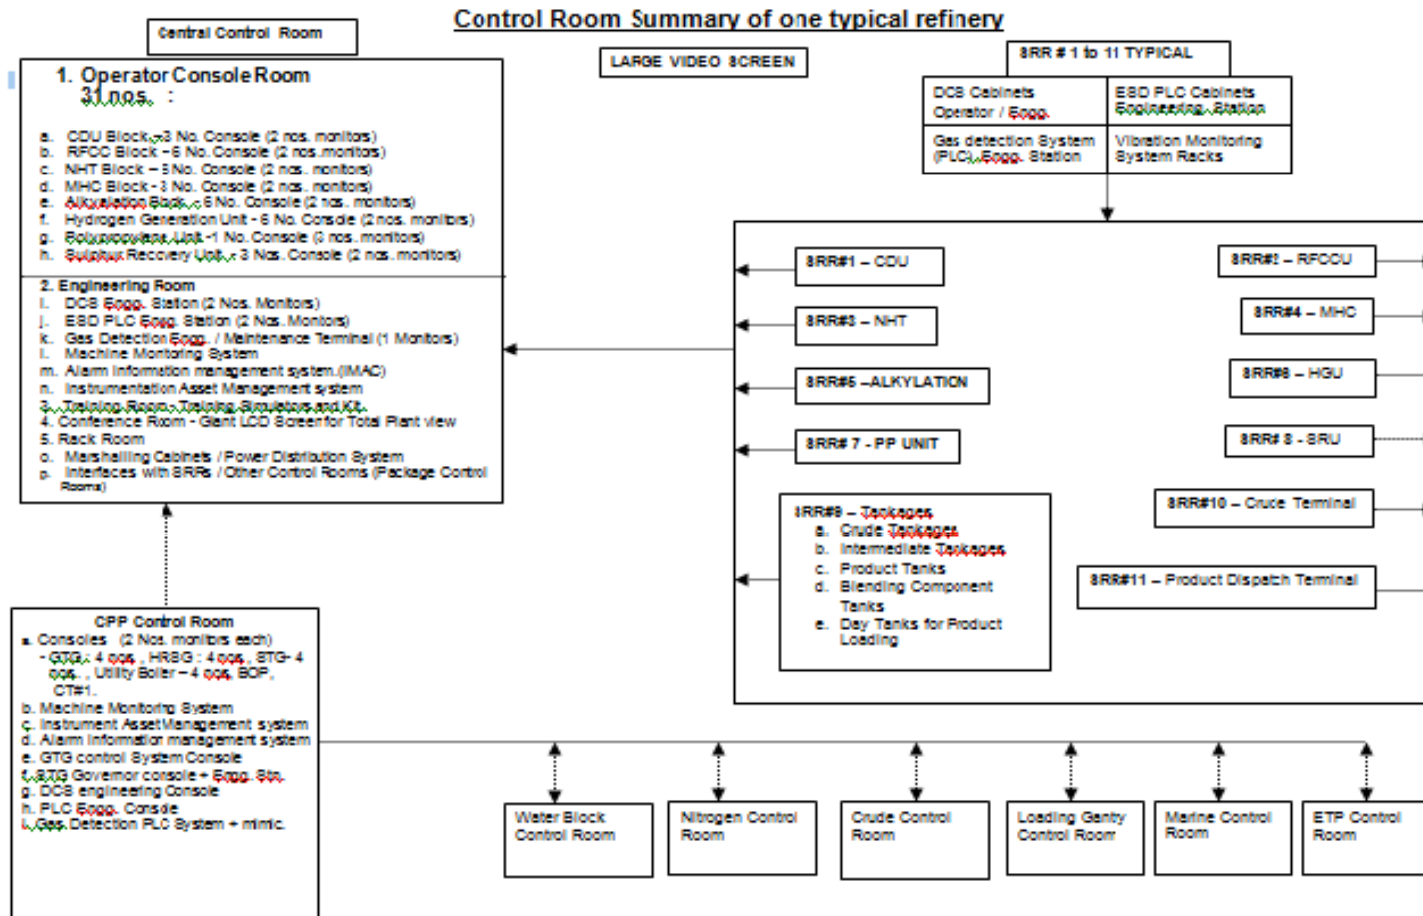 Control Room Summary of one typical refinery
Central Control Room
LARGE VIDEO SCREEN
SRR # 1 to 11 TYPICAL
1. Operator Console Room
31 nos. :
a. CDU Block - 3 No. Console (2 nos. monitors)
b. RFCC Block - 6 No. Console (2 nos. monitors)
c. NHT Block – No. Console (2 nos. monitors)
d. MHC Block - 3 No. Console (2 nos. monitors)
e. Block - 6 No. Console (2 nos. monitors)
f. Hydrogen Generation Unit - 6 No. Console (2 nos. monitors)
g. Polypropylene Unit -1 No. Console (3 nos. monitors)
h. Sulphur Recovery Unit - 3 Nos. Console (2 nos. monitors)
2. Engineering Room
i. DCS Engg. Station (2 Nos. Monitors)
j. ESD PLC Engg. Station (2 Nos. Monitors)
k. Gas Detection Engg. / Maintenance Terminal (1 Monitors)
l. Machine Monitoring System
m. Alarm Information management system.(IMAC)
n. Instrumentation Asset Management system
3. Training Room - Training Simulators and Kit.
4. Conference Room - Giant LCD Screen for Total Plant view
5. Rack Room
o. Marshalling Cabinets / Power Distribution System
p. Interfaces with SRRs / Other Control Rooms (Package Control
Rooms)
DCS Cabinets
Operator / Engg.
ESD PLC Cabinets
Engineering. Station
Gas detection System
(PLC). Engg. Station
Vibration Monitoring
System Racks
SRR#1 – CDU
SRR#2 – RFCCU
SRR#3 – NHT
SRR#4 – MHC
SRR#5 –ALKYLATION
SRR#6 – HGU
SRR# 7 - PP UNIT
SRR# 8 - SRU
SRR#9 – Tankages
a. Crude Tankages
b. Intermediate Tankages
c. Product Tanks
d. Blending Component
Tanks
e. Day Tanks for Product
Loading
SRR#10 – Crude Terminal
SRR#11 – Product Dispatch Terminal
CPP Control Room
a. Consoles (2 Nos. monitors each)
- GTG : 4 nos. , HRSG : 4 nos. , STG- 4
nos. , Utility Boiler – 4 nos. BOP,
CT#1.
b. Machine Monitoring System
c. Instrument Asset Management system
d. Alarm Information management system
e. GTG control System Console
f. STG Governor console + Engg. Stn.
g. DCS engineering Console
h. PLC Engg. Console
i. Gas Detection PLC System + mimic.
Water Block
Control Room
Nitrogen Control
Room
Crude Control
Room
Loading Gantry
Control Room
Marine Control
Room
ETP Control
Room